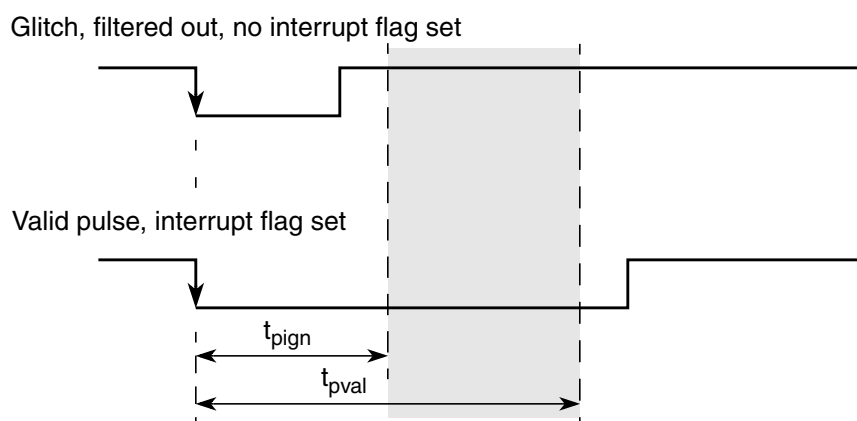 Glitch, filtered out, no interrupt flag set
Valid pulse, interrupt flag set
tpign
tpval